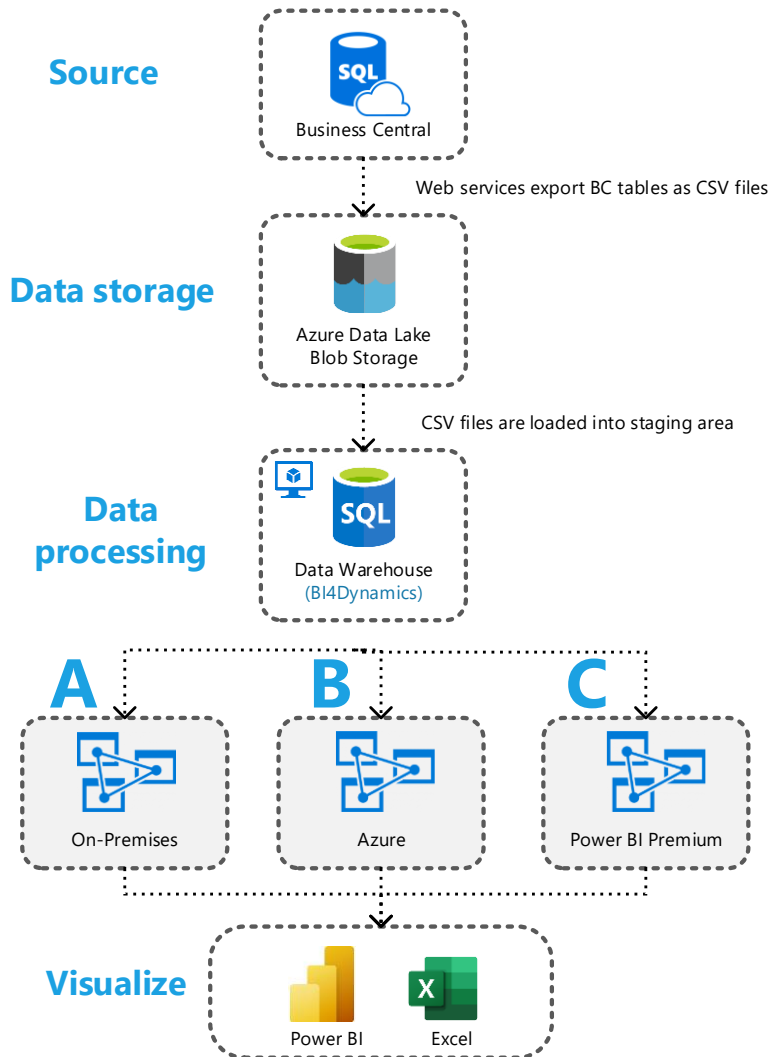 Source
SQL
Business Central
Web services export BC tables as CSV files
Data storage
Azure Data Lake
Blob Storage
CSV files are loaded into staging area
Data
processing
SQL
Data Warehouse
(BI4Dynamics)
A
B
C
On-Premises
Azure
Power BI Premium
Visualize
X
Power BI
Excel